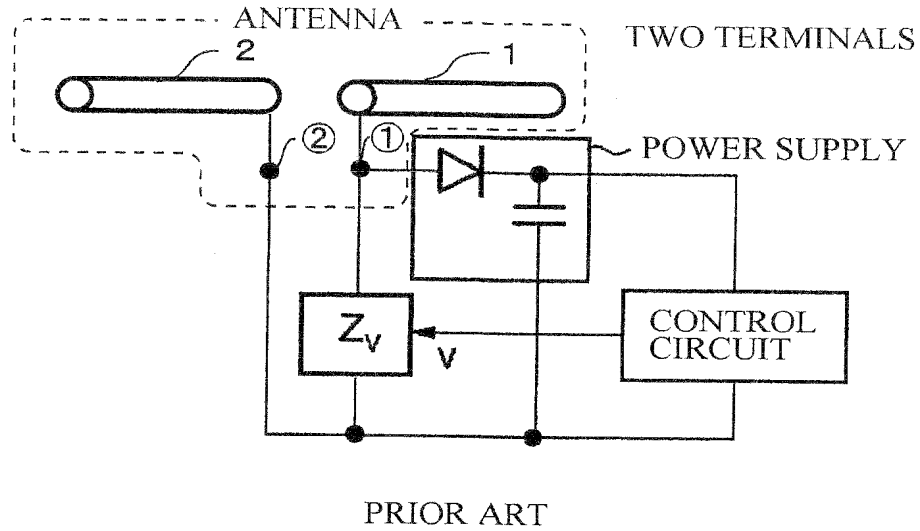 ANTENNA
TWO TERMINALS
2
1
② ①
POWER SUPPLY
Zv
V
CONTROL
CIRCUIT
PRIOR ART